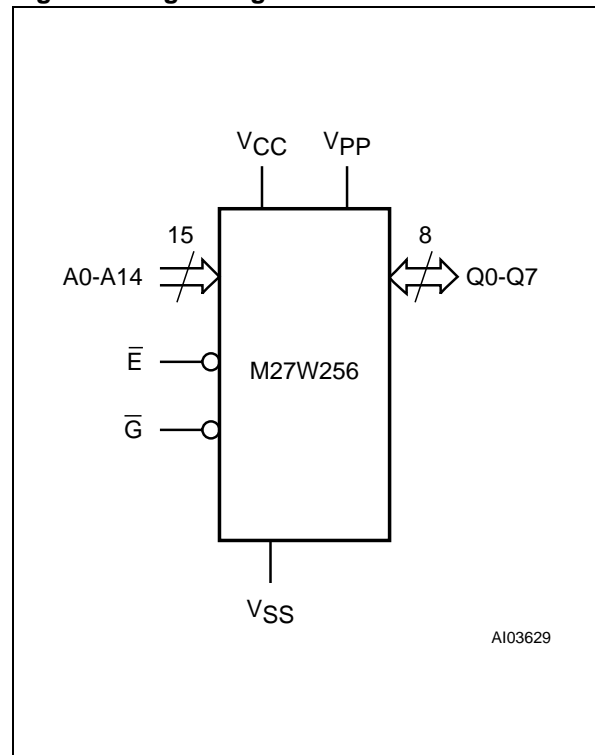 VCC VPP
15 8
A0-A14 Q0-Q7
E̅
M27W256
G̅
VSS
AI03629